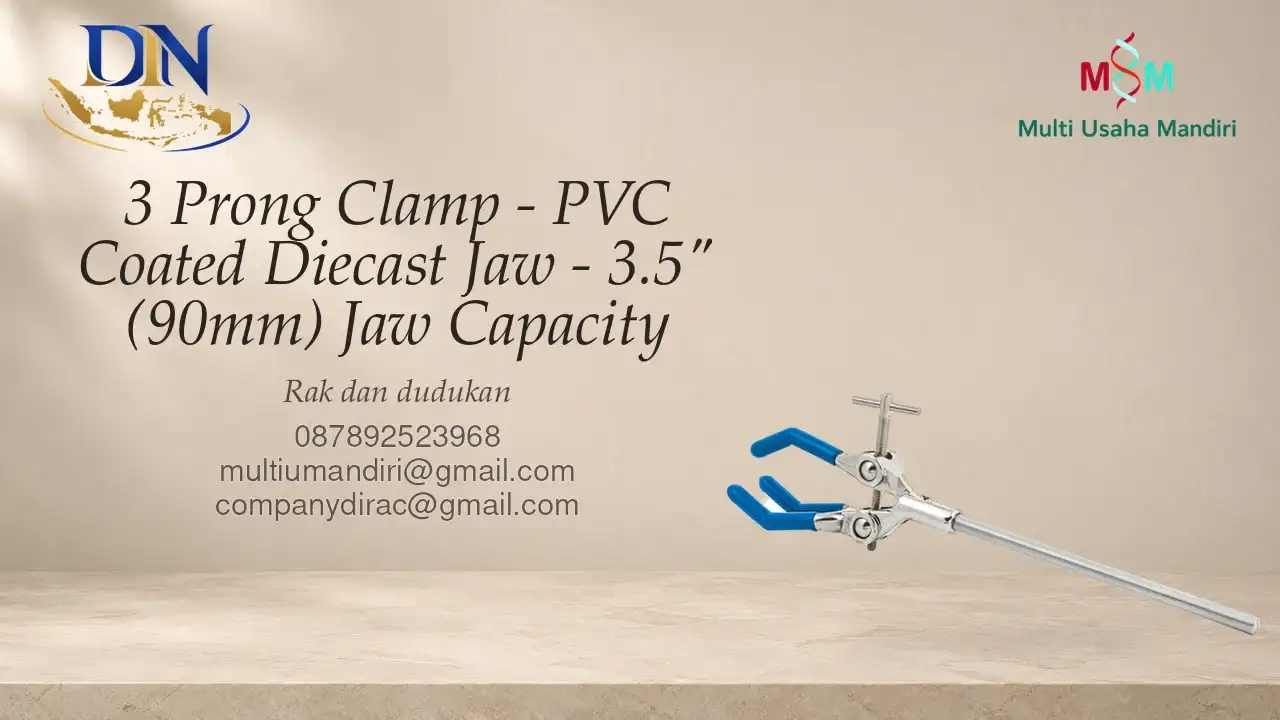 DN
M M
Multi Usaha Mandiri
3 Prong Clamp - PVC
Coated Diecast Jaw - 3.5"
(90mm) Jaw Capacity
Rak dan dudukan
087892523968
multiumandiri@gmail.com
companydirac@gmail.com